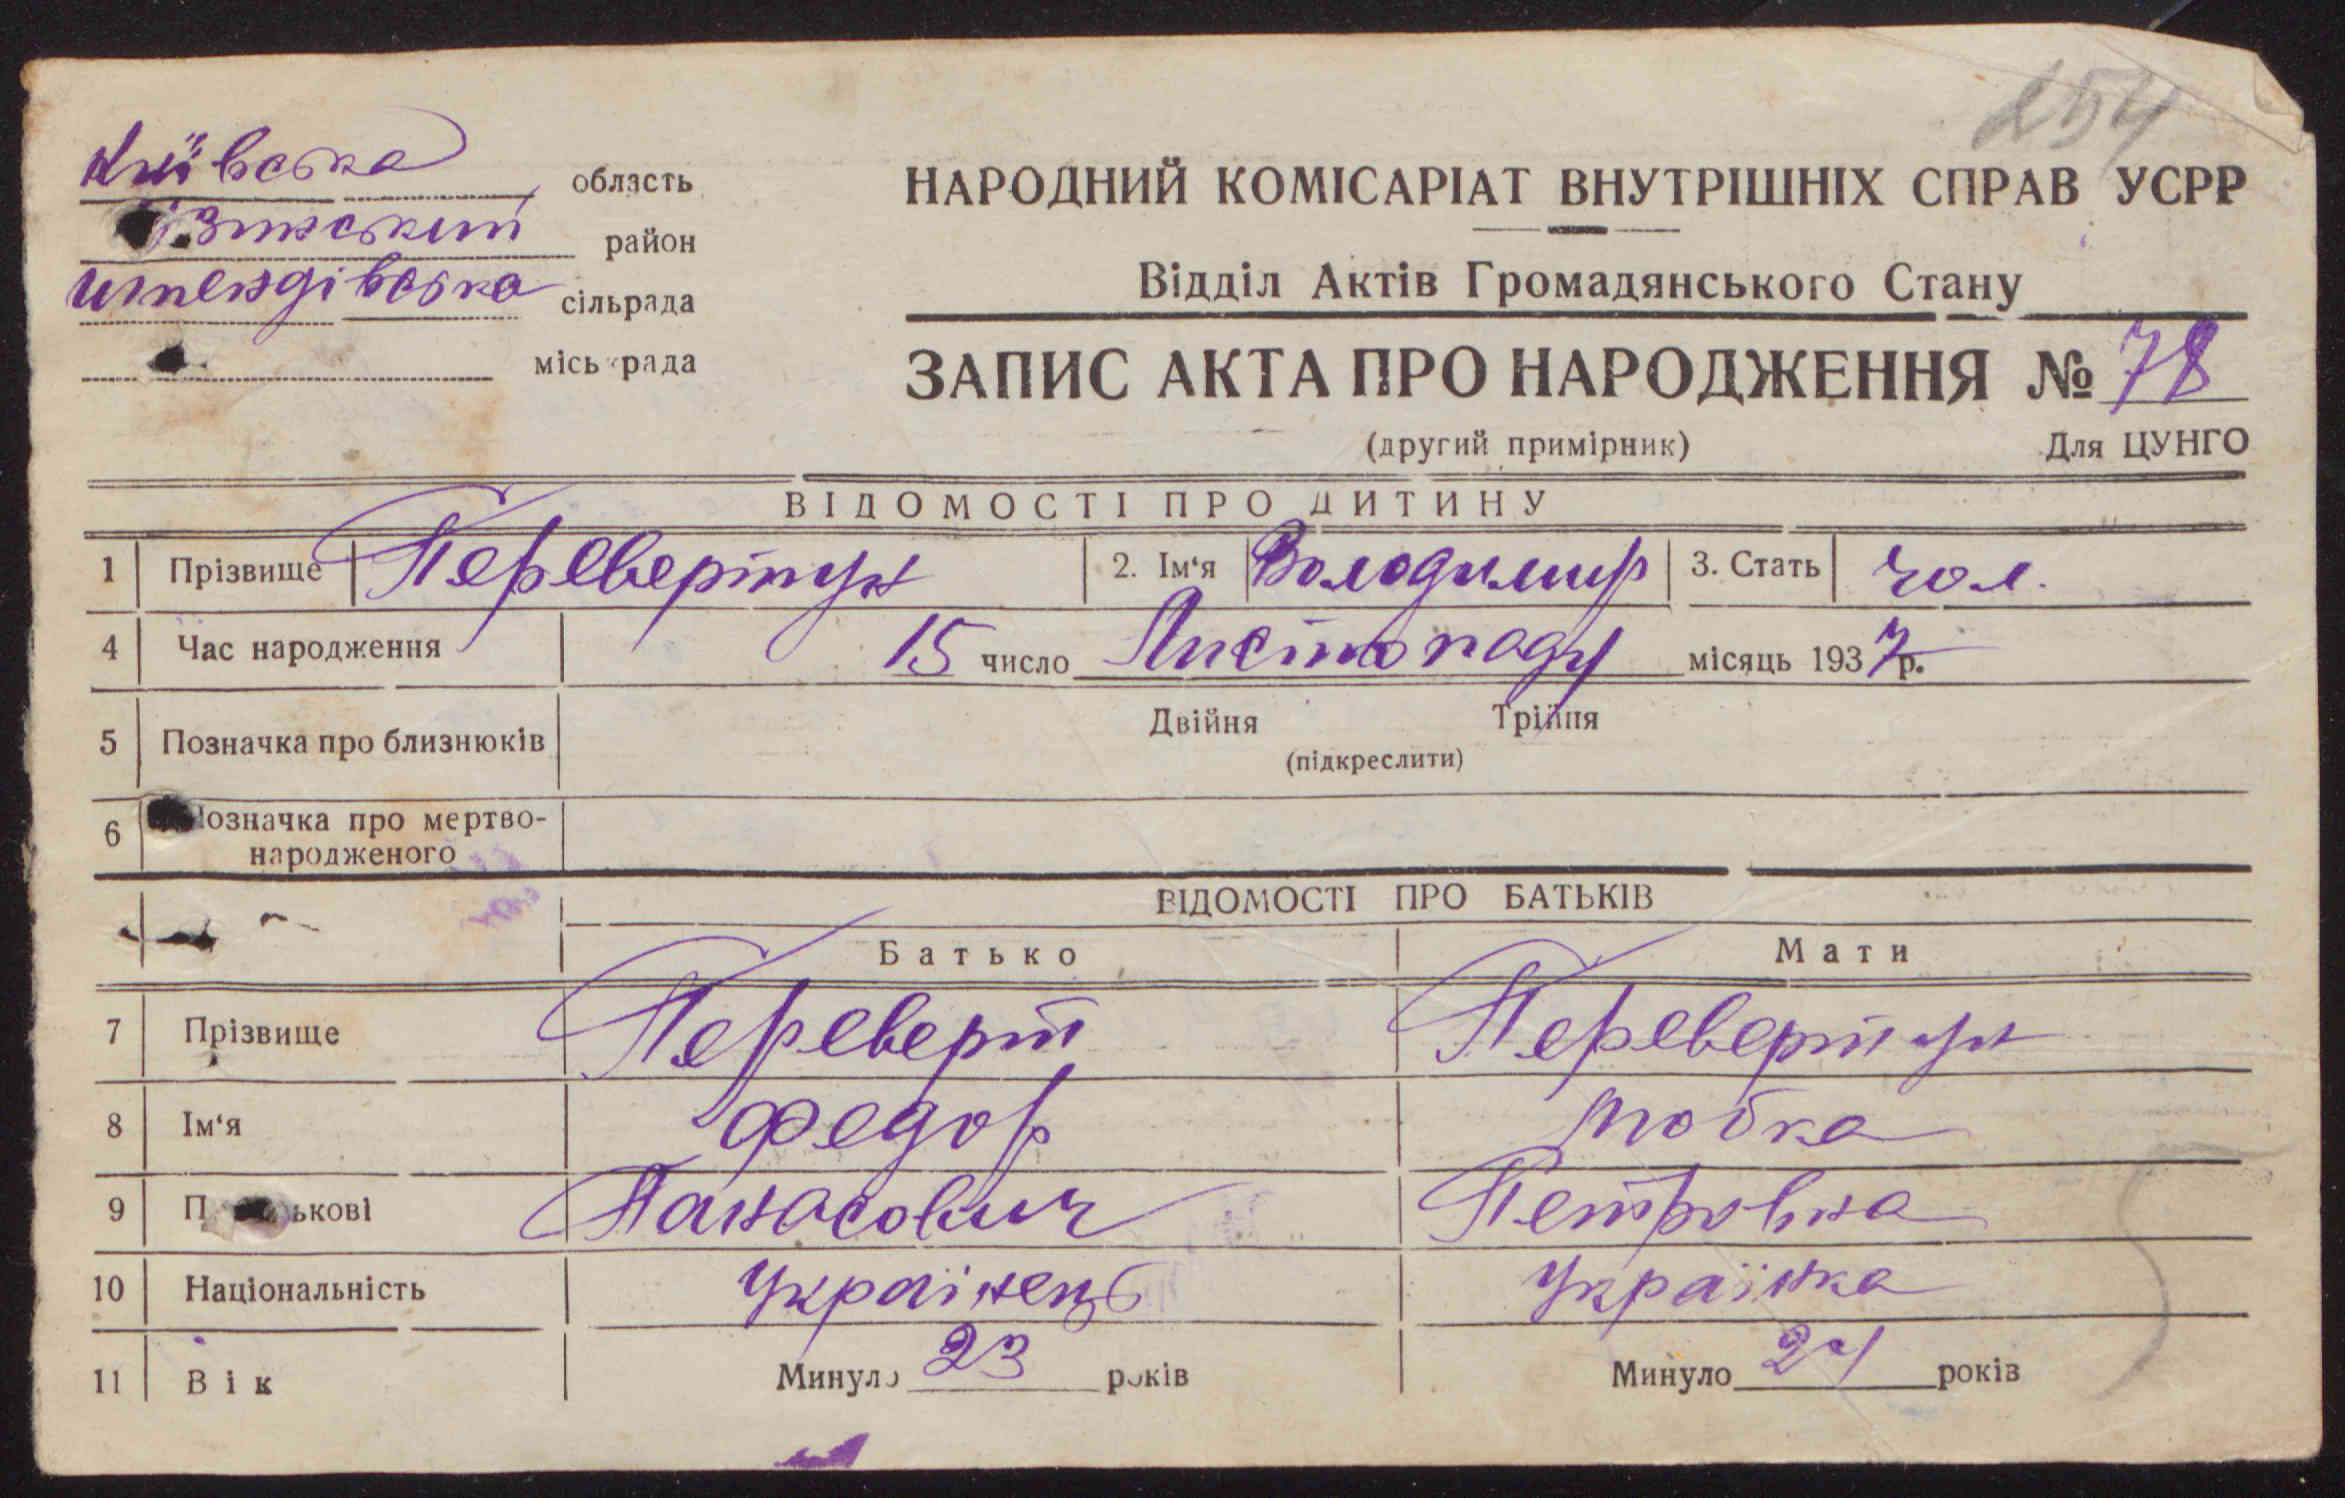 254
Київська область
НАРОДНИЙ КОМІСАРІАТ ВНУТРІШНІХ СПРАВ УСРР
район
Відділ Актів Громадянського Стану
сільрада
ЗАПИС АКТА ПРО НАРОДЖЕННЯ № 78
міськрада
(другий примірник) Для ЦУНГО
ВІДОМОСТІ ПРО ДИТИНУ
1 Прізвище Перевертун 2. Ім'я Володимир 3. Стать чол.
4 Час народження 15 число Листопаду місяць 1937 р.
5 Позначка про близнюків Двійня Трійня
(підкреслити)
6 Позначка про мертво-
народженого
ВІДОМОСТІ ПРО БАТЬКІВ
Батько Мати
7 Прізвище Переверт Перевертун
8 Ім'я Федор
9 Панасович Петровна
10 Національність Українець Українка
11 Вік Минуло 23 років Минуло років